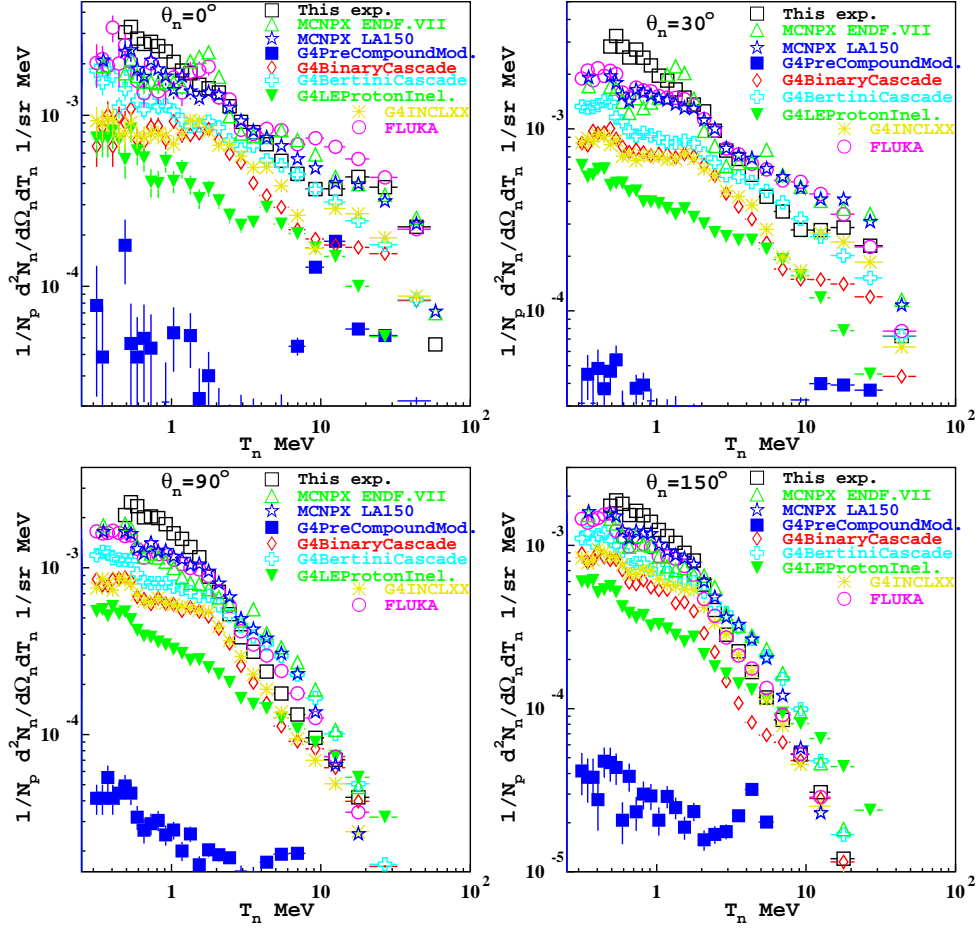 θn=0°
This exp.
MCNPX ENDF.VII
MCNPX LA150
G4PreCompoundMod.
G4BinaryCascade
G4BertiniCascade
G4LEProtonInel.
G4INCLXX
FLUKA
1/Np d2Nn/dΩndTn 1/sr MeV
10-3
10-4
1
10
102
Tn MeV
θn=30°
This exp.
MCNPX ENDF.VII
MCNPX LA150
G4PreCompoundMod.
G4BinaryCascade
G4BertiniCascade
G4LEProtonInel.
G4INCLXX
FLUKA
1/Np d2Nn/dΩndTn 1/sr MeV
10-3
10-4
1
10
102
Tn MeV
θn=90°
This exp.
MCNPX ENDF.VII
MCNPX LA150
G4PreCompoundMod.
G4BinaryCascade
G4BertiniCascade
G4LEProtonInel.
G4INCLXX
FLUKA
1/Np d2Nn/dΩndTn 1/sr MeV
10-3
10-4
1
10
102
Tn MeV
θn=150°
This exp.
MCNPX ENDF.VII
MCNPX LA150
G4PreCompoundMod.
G4BinaryCascade
G4BertiniCascade
G4LEProtonInel.
G4INCLXX
FLUKA
1/Np d2Nn/dΩndTn 1/sr MeV
10-3
10-4
10-5
1
10
102
Tn MeV